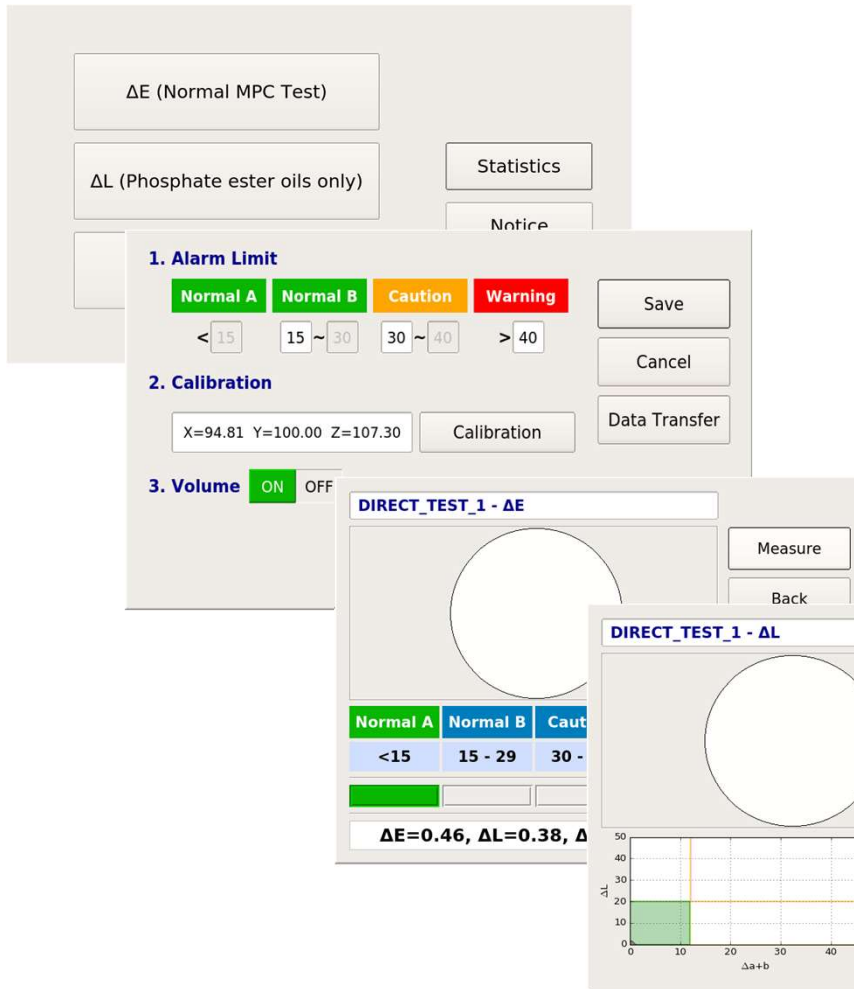 ΔE (Normal MPC Test)
ΔL (Phosphate ester oils only)
Statistics
Notice
1. Alarm Limit
Normal A Normal B Caution Warning
< 15 15 ~ 30 30 ~ 40 > 40
Save
Cancel
Data Transfer
2. Calibration
X=94.81 Y=100.00 Z=107.30 Calibration
3. Volume ON OFF
DIRECT_TEST_1 - ΔE
Measure
Back
Normal A Normal B
<15 15 - 29 30 -
ΔE=0.46, ΔL=0.38, Δ
DIRECT_TEST_1 - ΔL
50
40
30
20
10
0
ΔL
0 10 20 30 40
Δa+b